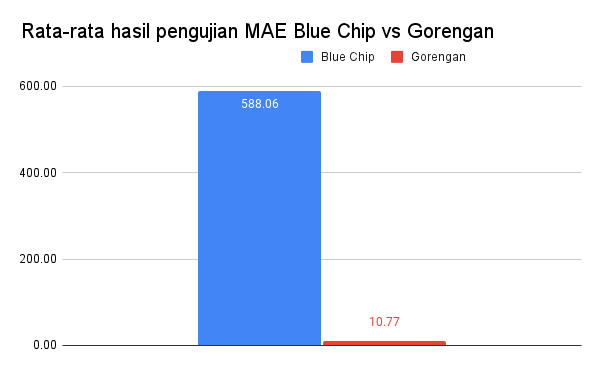 Rata-rata hasil pengujian MAE Blue Chip vs Gorengan
Blue Chip
Gorengan
600.00
400.00
200.00
0.00
588.06
10.77